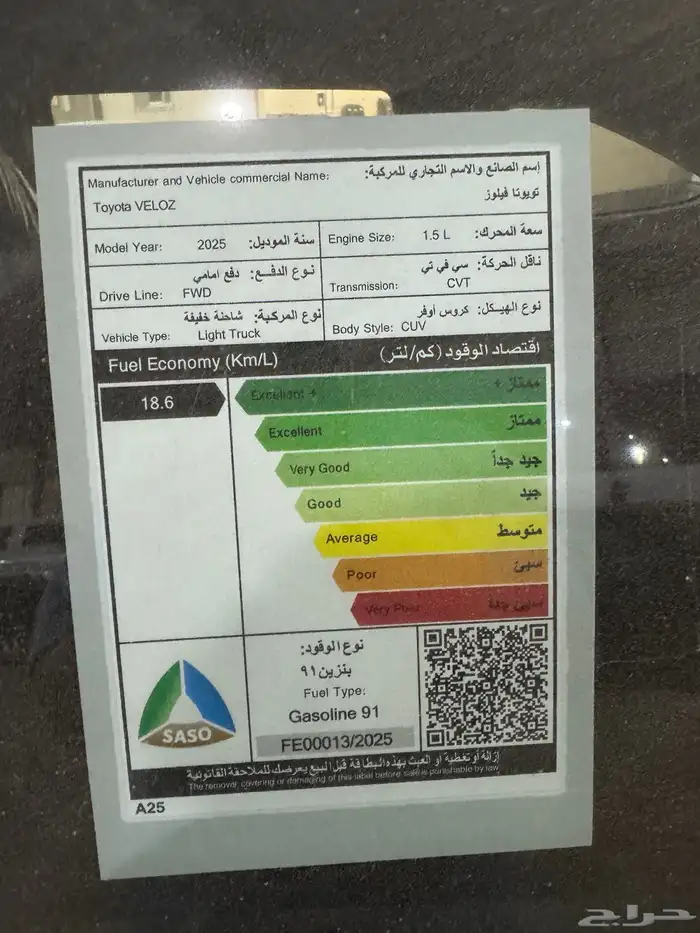 إسم الصانع والاسم التجاري للمركبة:
Manufacturer and Vehicle commercial Name:
تويوتا فيلوز
Toyota VELOZ
Model Year: 2025 سنة الموديل:
Engine Size: 1.5 L سعة المحرك:
نوع الدفع: دفع امامي
Drive Line: FWD
ناقل الحركة: سي في تي
Transmission: CVT
نوع المركبة: شاحنة خفيفة
Vehicle Type: Light Truck
نوع الهيكل: كروس أوفر
Body Style: CUV
Fuel Economy (Km/L) اقتصاد الوقود (كم/لتر)
18.6
Excellent + ممتاز +
Excellent ممتاز
Very Good جيد جداً
Good جيد
Average متوسط
Poor سيئ
Very Poor سيئ جداً
نوع الوقود:
بنزين ٩١
Fuel Type:
Gasoline 91
FE00013/2025
SASO
إزالة أو تغطية أو العبث بهذه البطاقة قبل البيع يعرضك للملاحقة القانونية
The removal, covering or damaging of this label before sale is punishable by law
A25
حراج